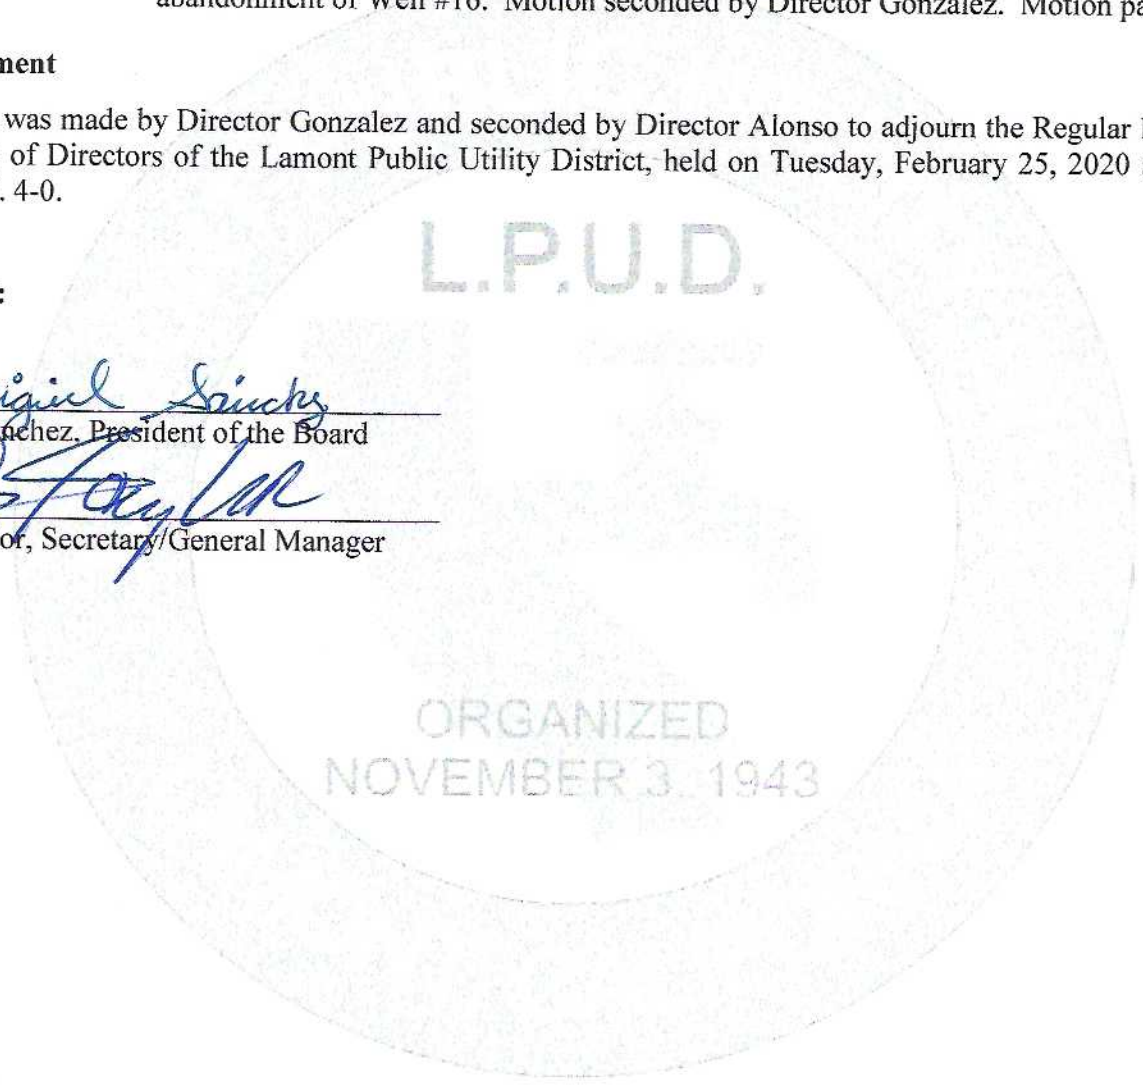 abandonment of Well #16. Motion seconded by Director Gonzalez. Motion pa
ment
was made by Director Gonzalez and seconded by Director Alonso to adjourn the Regular
of Directors of the Lamont Public Utility District, held on Tuesday, February 25, 2020
. 4-0.
L.P.U.D.
:
iguel Sanchez
nchez, President of the Board
or, Secretary/General Manager
ORGANIZED
NOVEMBER 3, 1943